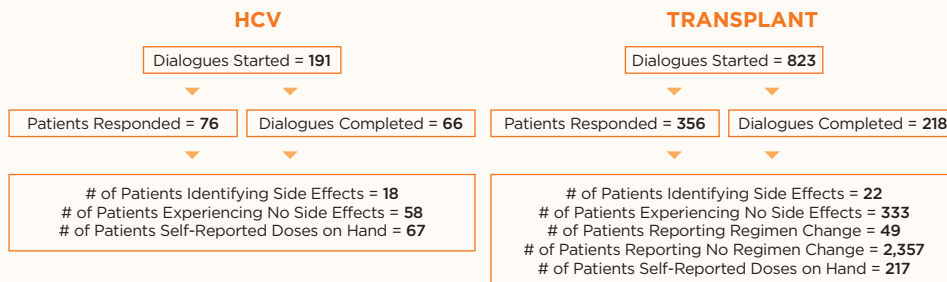 HCV
Dialogues Started = 191
Patients Responded = 76
Dialogues Completed = 66
# of Patients Identifying Side Effects = 18
# of Patients Experiencing No Side Effects = 58
# of Patients Self-Reported Doses on Hand = 67
TRANSPLANT
Dialogues Started = 823
Patients Responded = 356
Dialogues Completed = 218
# of Patients Identifying Side Effects = 22
# of Patients Experiencing No Side Effects = 333
# of Patients Reporting Regimen Change = 49
# of Patients Reporting No Regimen Change = 2,357
# of Patients Self-Reported Doses on Hand = 217